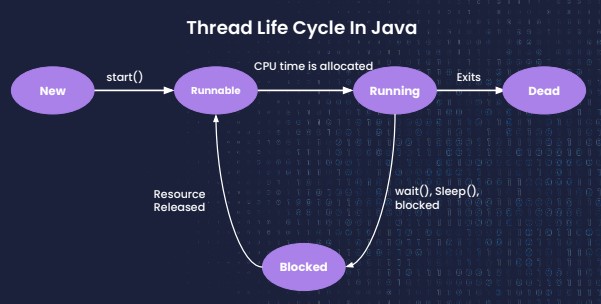 Thread Life Cycle In Java
CPU time is allocated
start()
Exits
New
Runnable
Running
Dead
Resource
Released
wait(), Sleep(),
blocked
Blocked